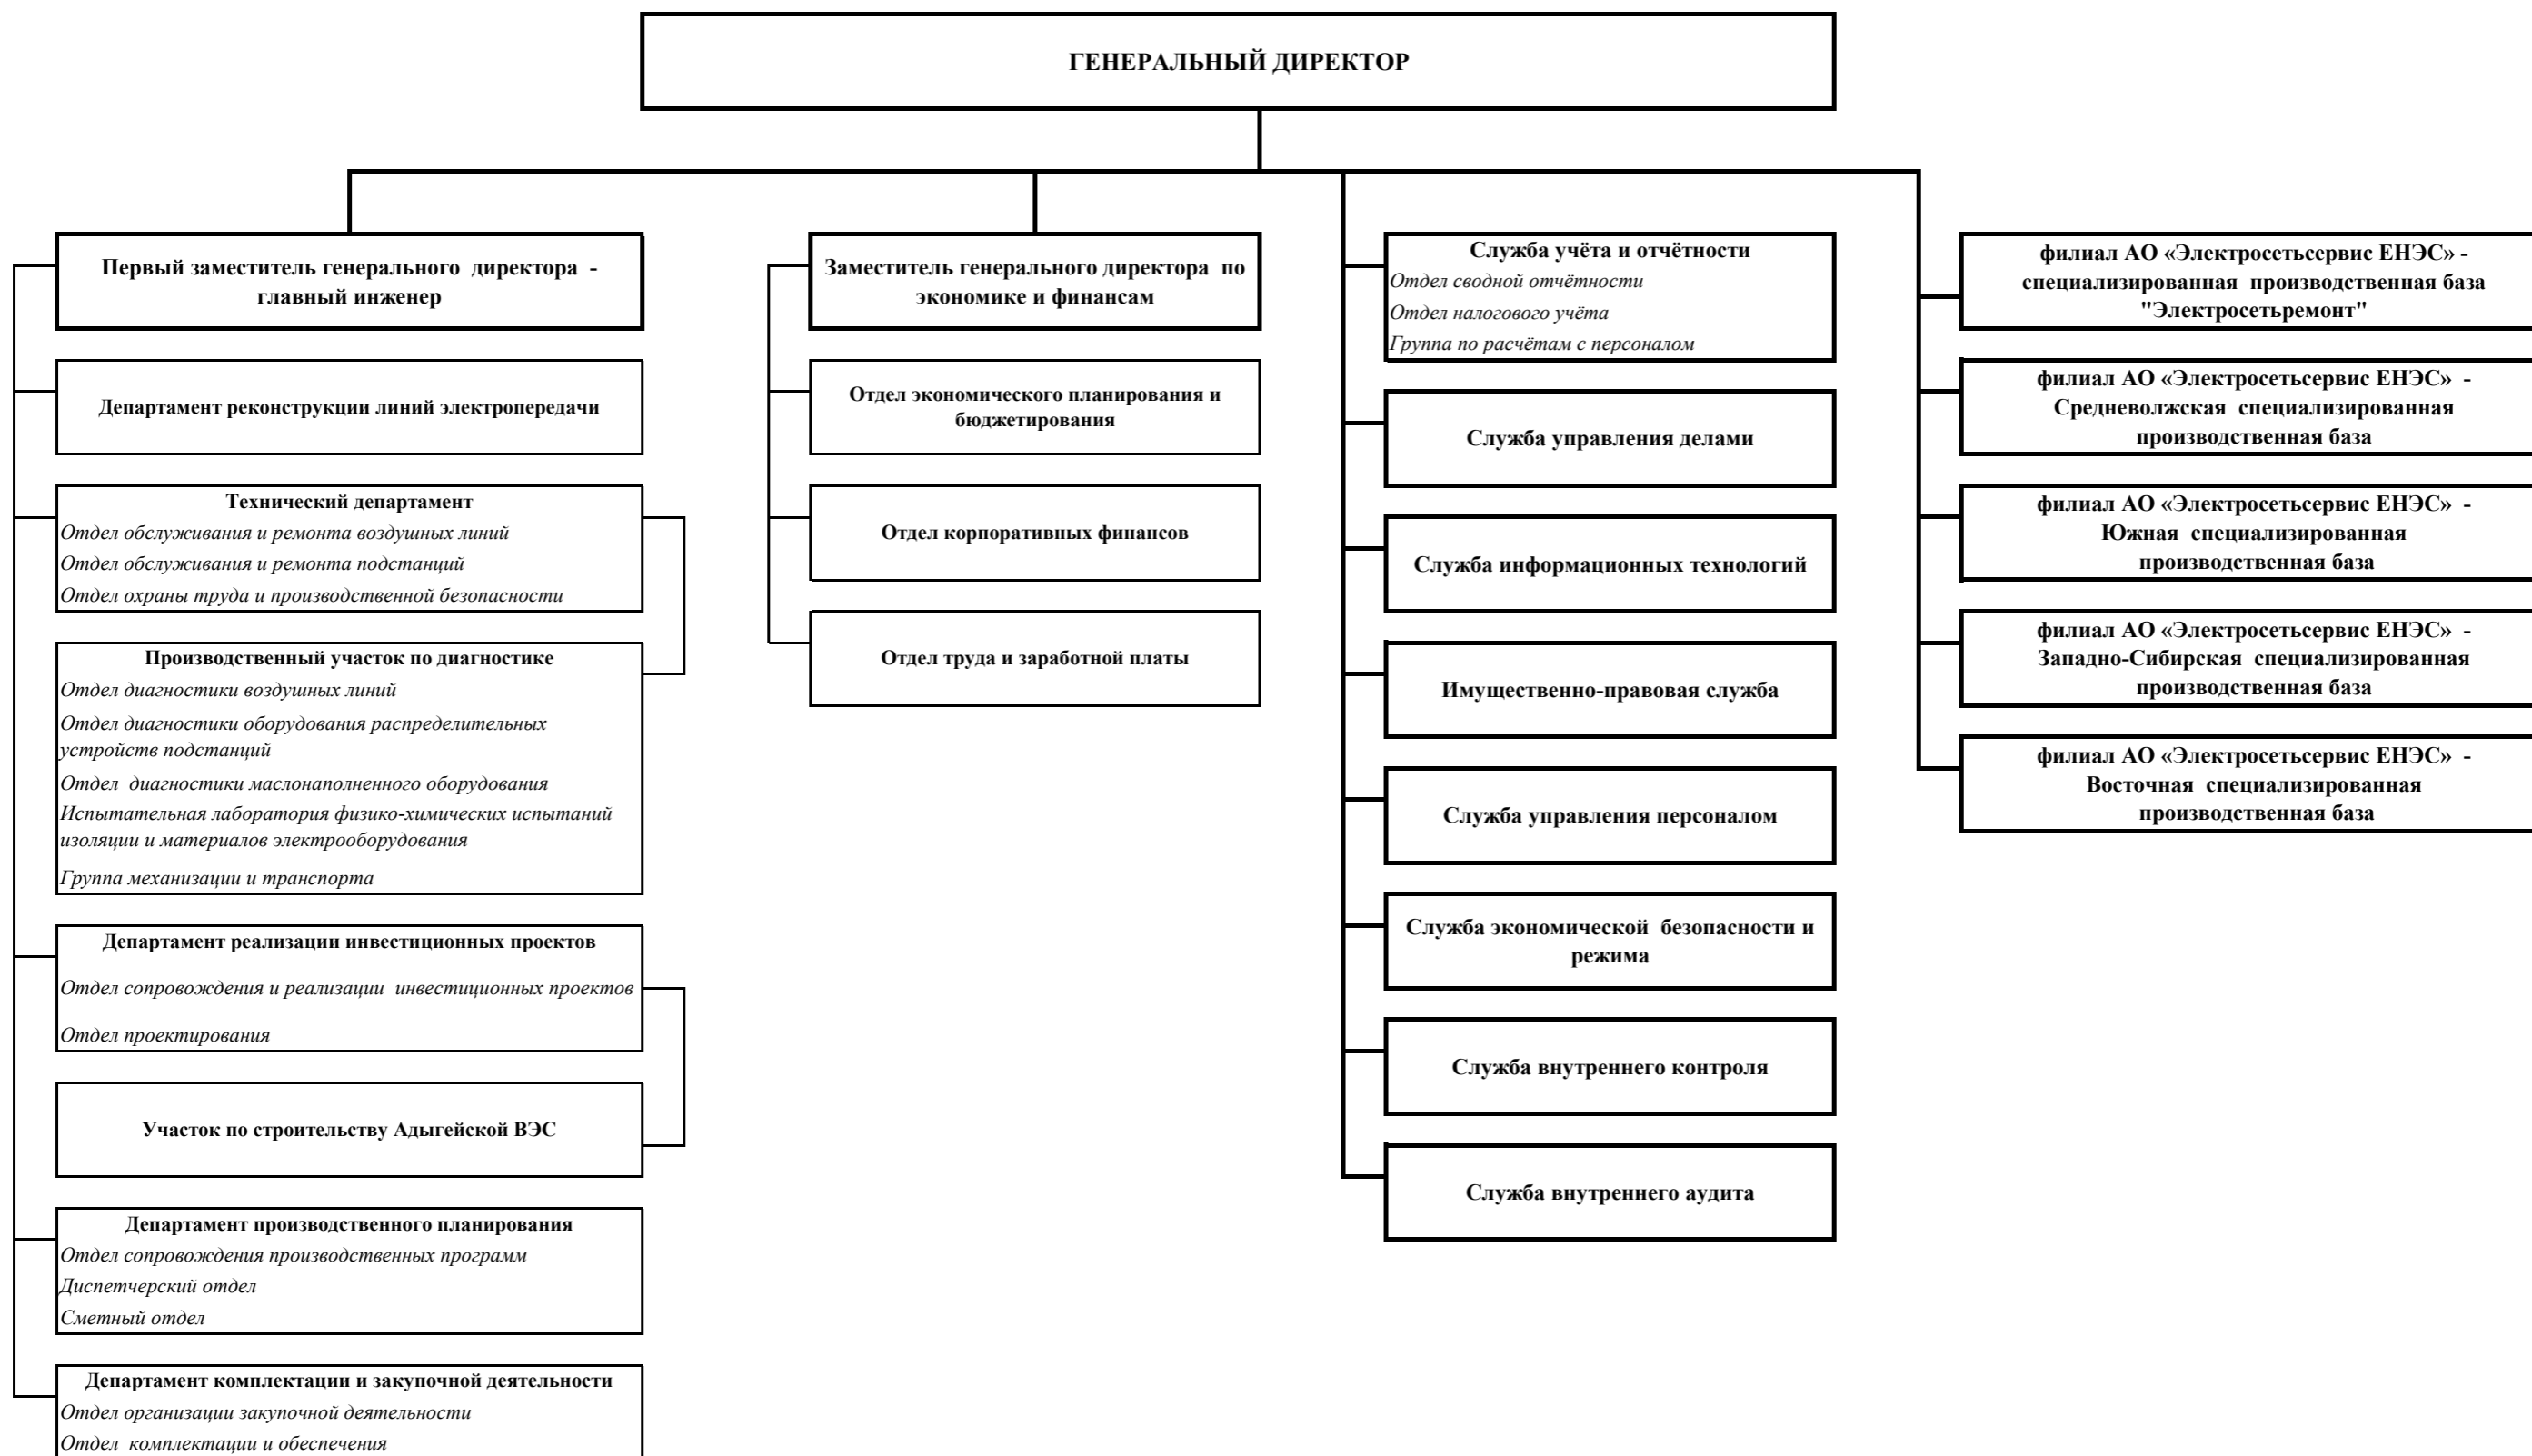 ГЕНЕРАЛЬНЫЙ ДИРЕКТОР
Первый заместитель генерального директора -
главный инженер
Департамент реконструкции линий электропередачи
Технический департамент
Отдел обслуживания и ремонта воздушных линий
Отдел обслуживания и ремонта подстанций
Отдел охраны труда и производственной безопасности
Производственный участок по диагностике
Отдел диагностики воздушных линий
Отдел диагностики оборудования распределительных
устройств подстанций
Отдел диагностики маслонаполненного оборудования
Испытательная лаборатория физико-химических испытаний
изоляции и материалов электрооборудования
Группа механизации и транспорта
Департамент реализации инвестиционных проектов
Отдел сопровождения и реализации инвестиционных проектов
Отдел проектирования
Участок по строительству Адыгейской ВЭС
Департамент производственного планирования
Отдел сопровождения производственных программ
Диспетчерский отдел
Сметный отдел
Департамент комплектации и закупочной деятельности
Отдел организации закупочной деятельности
Отдел комплектации и обеспечения
Заместитель генерального директора по
экономике и финансам
Отдел экономического планирования и
бюджетирования
Отдел корпоративных финансов
Отдел труда и заработной платы
Служба учёта и отчётности
Отдел сводной отчётности
Отдел налогового учёта
Группа по расчётам с персоналом
Служба управления делами
Служба информационных технологий
Имущественно-правовая служба
Служба управления персоналом
Служба экономической безопасности и
режима
Служба внутреннего контроля
Служба внутреннего аудита
филиал АО «Электросетьсервис ЕНЭС» -
специализированная производственная база
"Электросетьремонт"
филиал АО «Электросетьсервис ЕНЭС» -
Средневолжская специализированная
производственная база
филиал АО «Электросетьсервис ЕНЭС» -
Южная специализированная
производственная база
филиал АО «Электросетьсервис ЕНЭС» -
Западно-Сибирская специализированная
производственная база
филиал АО «Электросетьсервис ЕНЭС» -
Восточная специализированная
производственная база